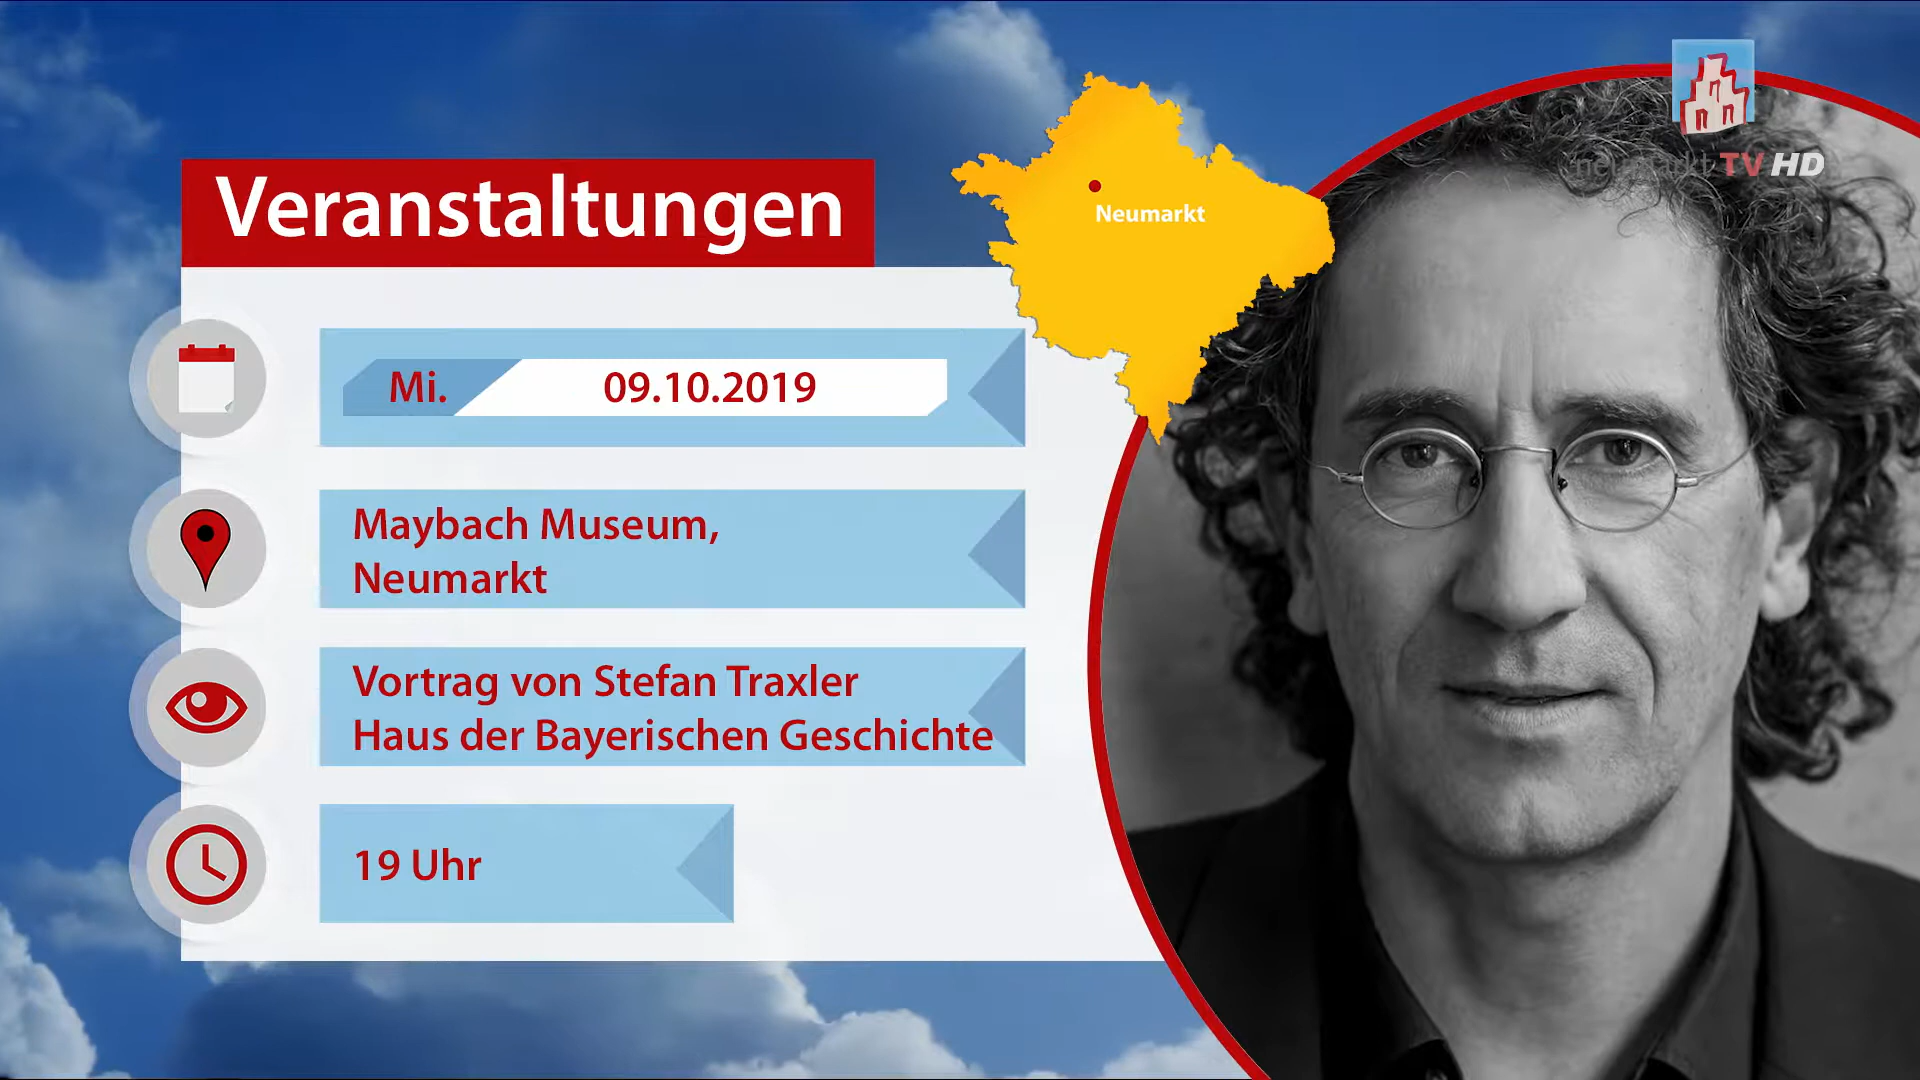 neumarkt TV HD
Veranstaltungen
Neumarkt
Mi. 09.10.2019
Maybach Museum,
Neumarkt
Vortrag von Stefan Traxler
Haus der Bayerischen Geschichte
19 Uhr